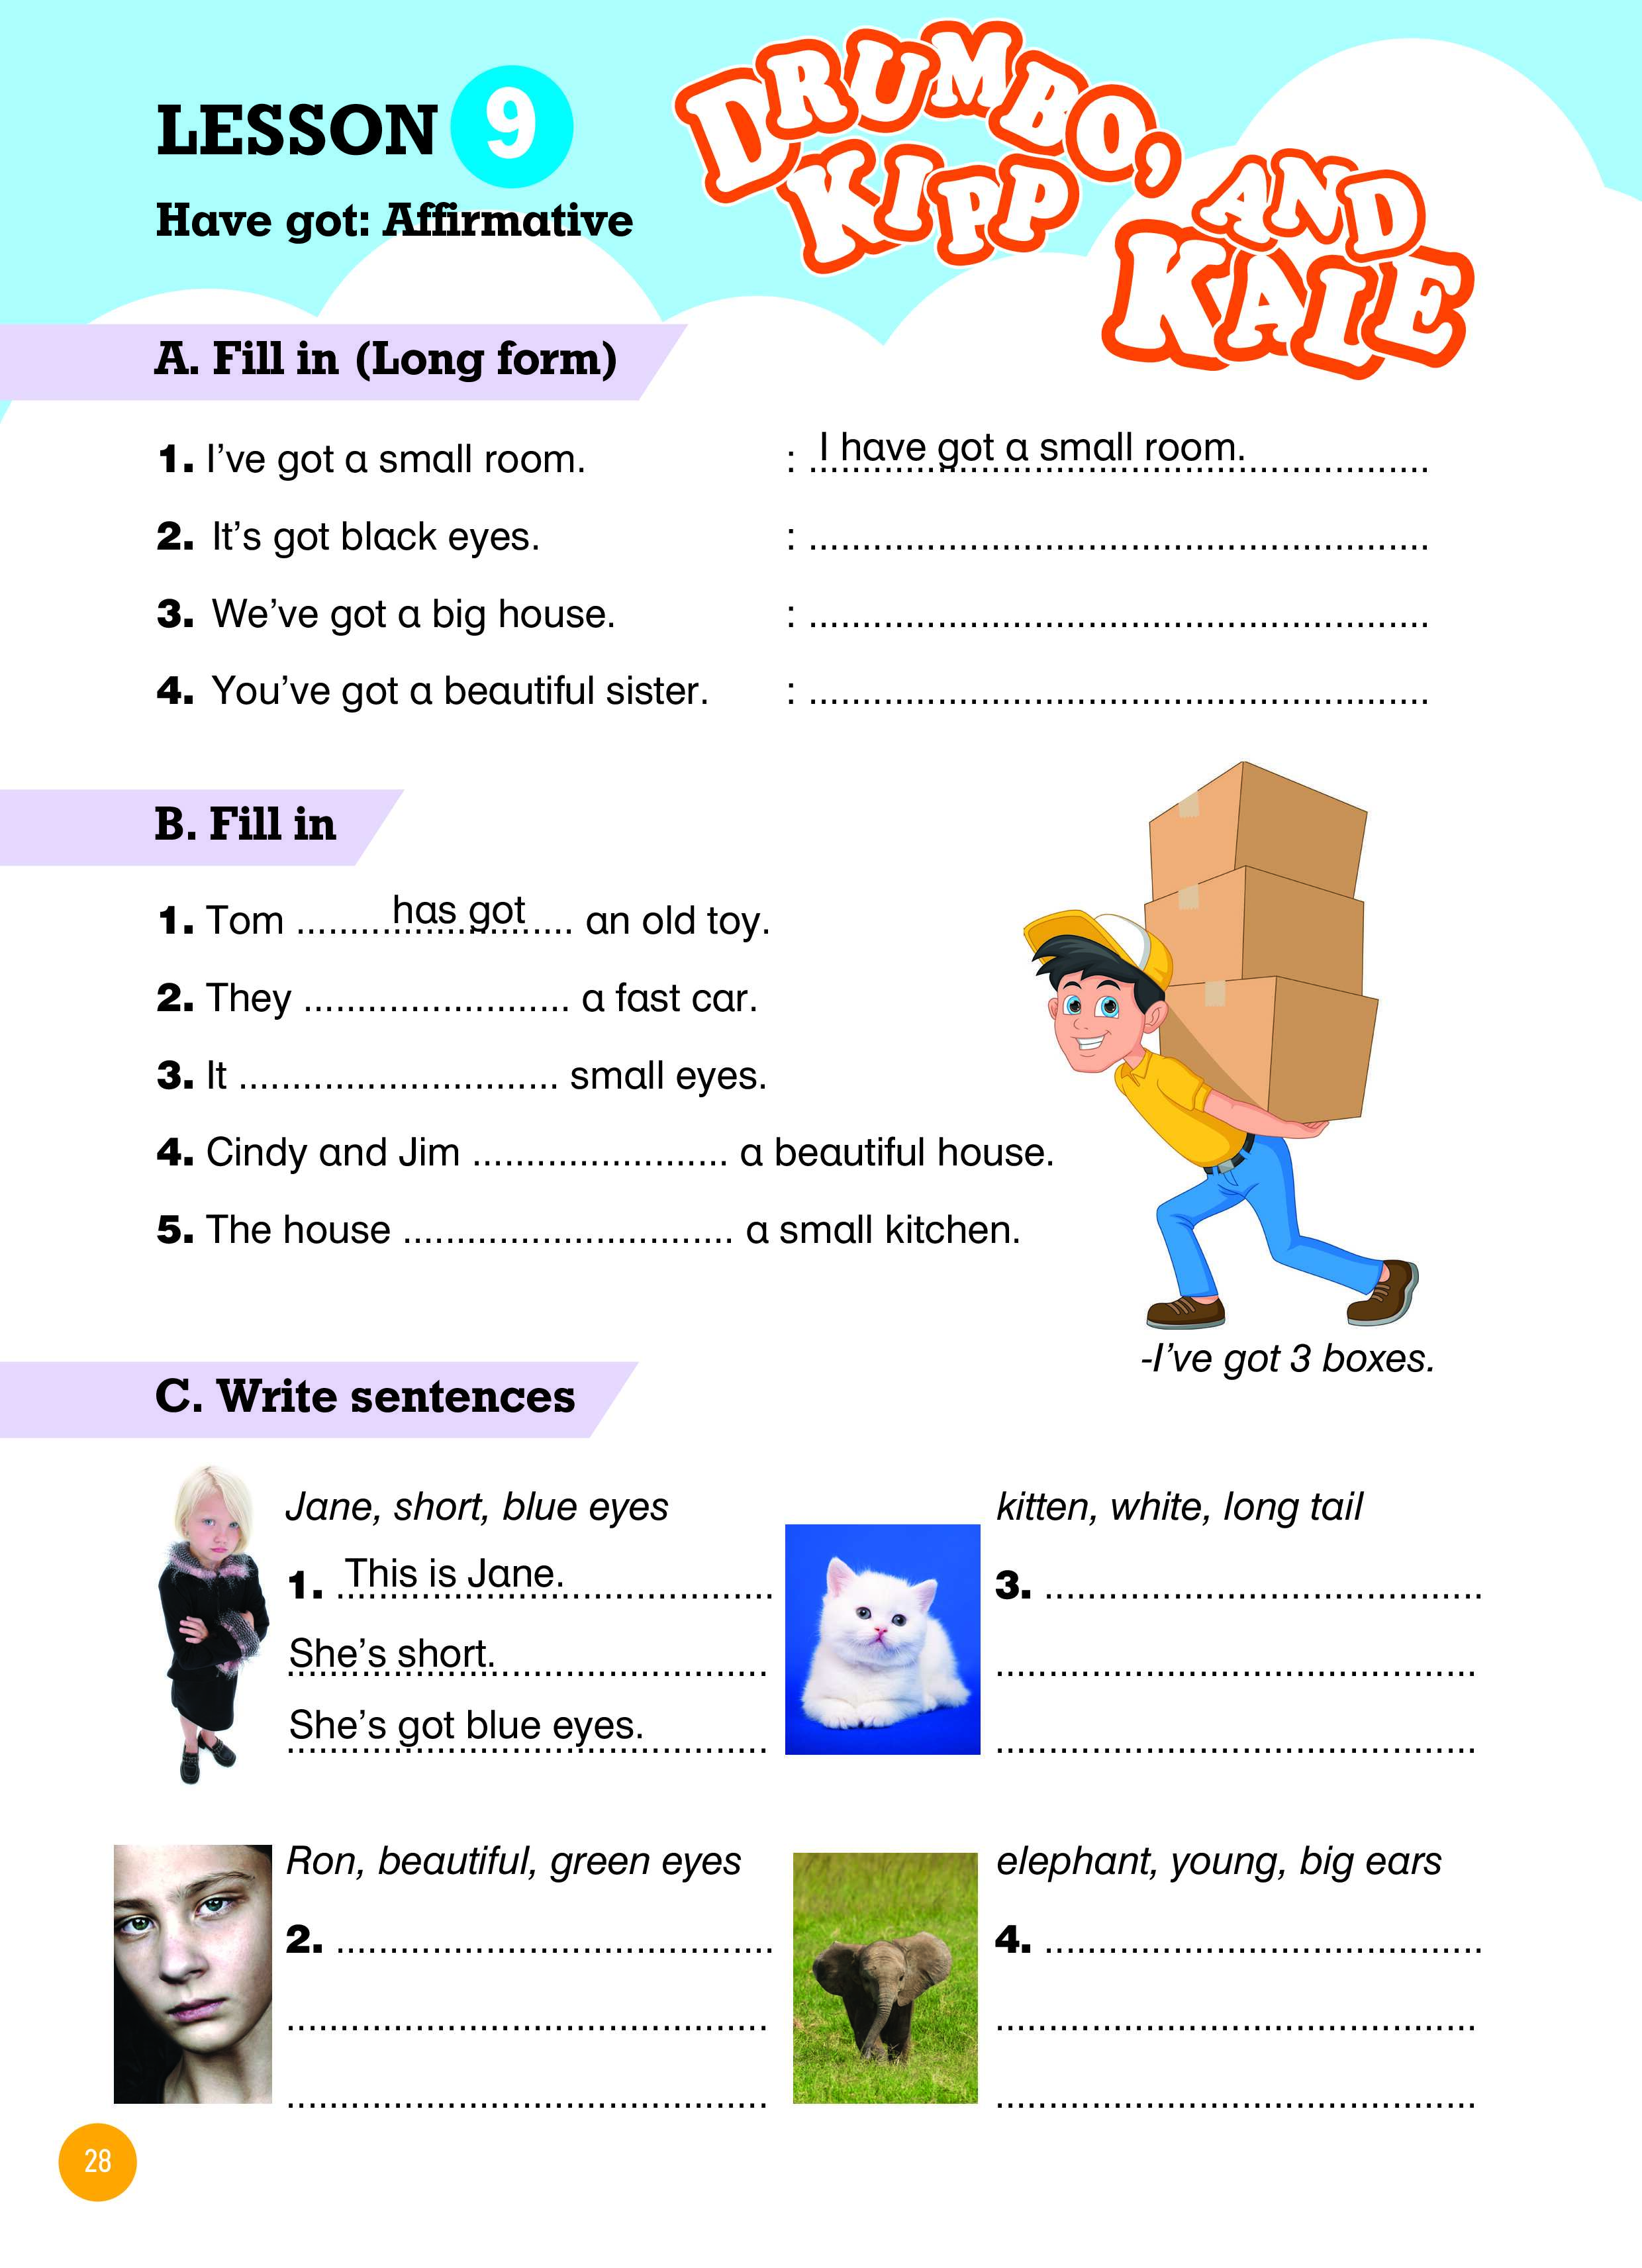 LESSON 9
Have got: Affirmative
DRUMBO,
KIPP
AND
KALE
A. Fill in (Long form)
1. I've got a small room. : I have got a small room.
2. It's got black eyes. : ..........................................................
3. We've got a big house. : ..........................................................
4. You've got a beautiful sister. : ..........................................................
B. Fill in
1. Tom .......... has got .......... an old toy.
2. They ......................... a fast car.
3. It .............................. small eyes.
4. Cindy and Jim ........................ a beautiful house.
5. The house ............................... a small kitchen.
-I've got 3 boxes.
C. Write sentences
Jane, short, blue eyes
1. This is Jane.
She's short.
She's got blue eyes.
kitten, white, long tail
3. .........................................
.............................................
.............................................
Ron, beautiful, green eyes
2. .........................................
.............................................
.............................................
elephant, young, big ears
4. .........................................
.............................................
.............................................
28